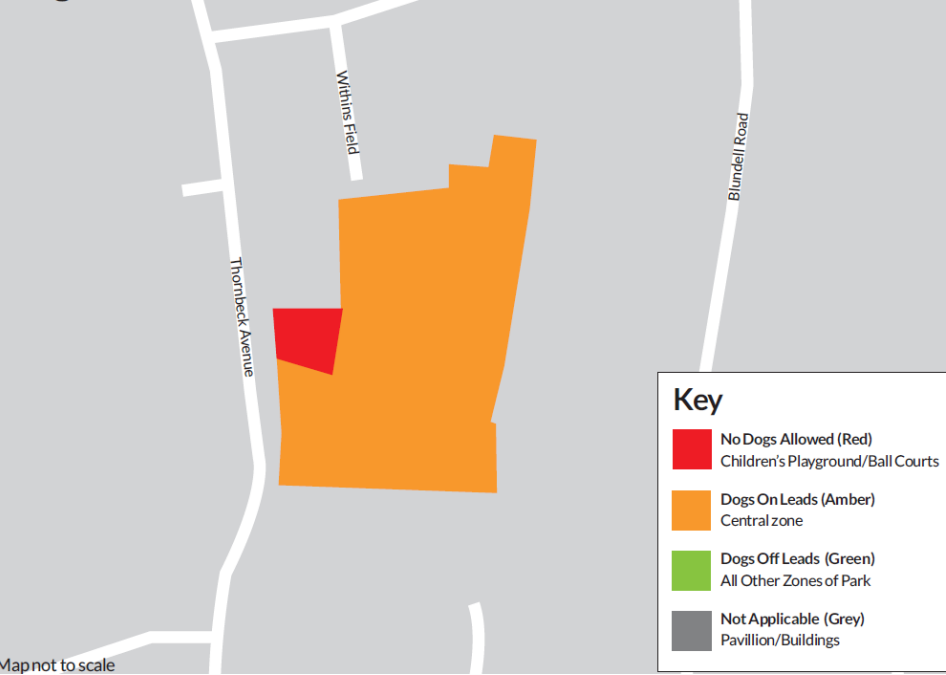 Withins Field
Blundell Road
Thornbeck Avenue
Key
No Dogs Allowed (Red)
Children's Playground/Ball Courts
Dogs On Leads (Amber)
Central zone
Dogs Off Leads (Green)
All Other Zones of Park
Not Applicable (Grey)
Pavillion/Buildings
Map not to scale